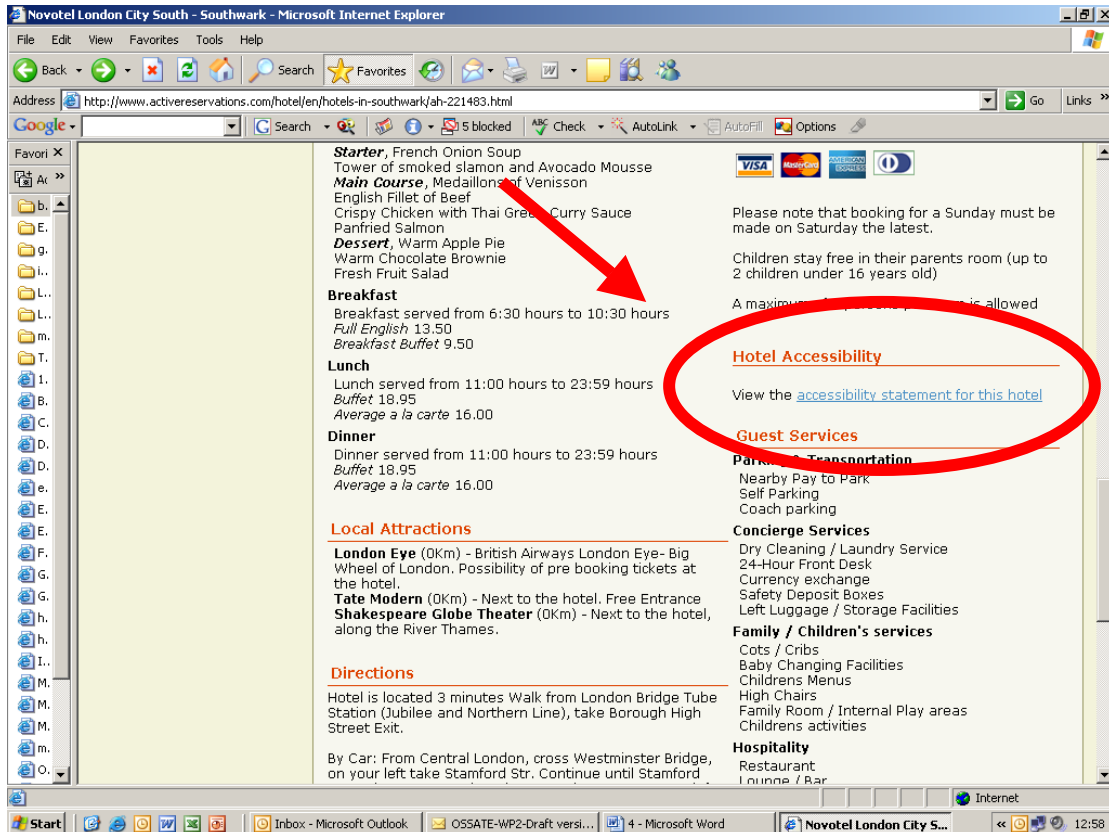 Novotel London City South - Southwark - Microsoft Internet Explorer
File Edit View Favorites Tools Help
Back Search Favorites
Address http://www.activereservations.com/hotel/en/hotels-in-southwark/ah-221483.html Go Links »
Google Search 5 blocked Check AutoLink AutoFill Options
Favori X
Ac »
b.
E.
g.
i..
L..
L..
m.
T.
1.
B.
C.
D.
D.
e.
E.
E.
F.
G.
G.
h.
h.
I..
M.
M.
M.
m.
O.
Starter, French Onion Soup
Tower of smoked slamon and Avocado Mousse
Main Course, Medaillons of Venisson
English Fillet of Beef
Crispy Chicken with Thai Green Curry Sauce
Panfried Salmon
Dessert, Warm Apple Pie
Warm Chocolate Brownie
Fresh Fruit Salad
Breakfast
Breakfast served from 6:30 hours to 10:30 hours
Full English 13.50
Breakfast Buffet 9.50
Lunch
Lunch served from 11:00 hours to 23:59 hours
Buffet 18.95
Average a la carte 16.00
Dinner
Dinner served from 11:00 hours to 23:59 hours
Buffet 18.95
Average a la carte 16.00
Local Attractions
London Eye (0Km) - British Airways London Eye- Big
Wheel of London. Possibility of pre booking tickets at
the hotel.
Tate Modern (0Km) - Next to the hotel. Free Entrance
Shakespeare Globe Theater (0Km) - Next to the hotel,
along the River Thames.
Directions
Hotel is located 3 minutes Walk from London Bridge Tube
Station (Jubilee and Northern Line), take Borough High
Street Exit.
By Car: From Central London, cross Westminster Bridge,
on your left take Stamford Str. Continue until Stamford
VISA MasterCard AMERICAN EXPRESS
Please note that booking for a Sunday must be
made on Saturday the latest.
Children stay free in their parents room (up to
2 children under 16 years old)
A maximum is allowed
Hotel Accessibility
View the accessibility statement for this hotel
Guest Services
Parking & Transportation
Nearby Pay to Park
Self Parking
Coach parking
Concierge Services
Dry Cleaning / Laundry Service
24-Hour Front Desk
Currency exchange
Safety Deposit Boxes
Left Luggage / Storage Facilities
Family / Children's services
Cots / Cribs
Baby Changing Facilities
Childrens Menus
High Chairs
Family Room / Internal Play areas
Childrens activities
Hospitality
Restaurant
Lounge / Bar
Internet
Start Inbox - Microsoft Outlook OSSATE-WP2-Draft versi... 4 - Microsoft Word Novotel London City S... « 12:58